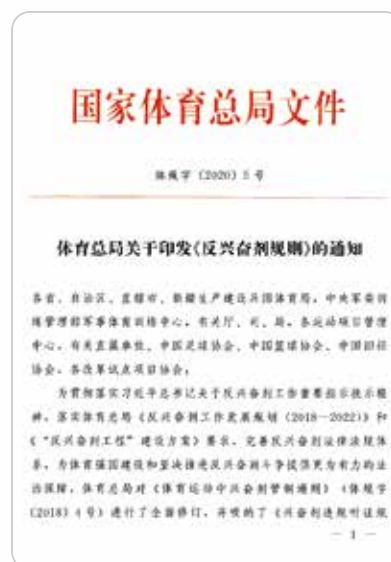 国家体育总局文件
体规字〔2020〕5号
体育总局关于印发《反兴奋剂规则》的通知
各省、自治区、直辖市、新疆生产建设兵团体育局，中央军委训
练管理部军事体育训练中心，有关厅、司、局，各运动项目管理
中心，有关直属单位，中国足球协会、中国篮球协会、中国田径
协会，各改革试点项目协会：
为贯彻落实习近平总书记关于反兴奋剂工作重要指示批示精
神，落实体育总局《反兴奋剂工作发展规划（2018—2022）》和
《“反兴奋剂工程”建设方案》要求，完善反兴奋剂法律法规体
系，为体育强国建设和坚决推进反兴奋剂斗争提供更为有力的法
治保障，体育总局对《体育运动中兴奋剂管制通则》（体规字
〔2018〕4号）进行了全面修订，并吸纳了《兴奋剂违规听证规
— 1 —